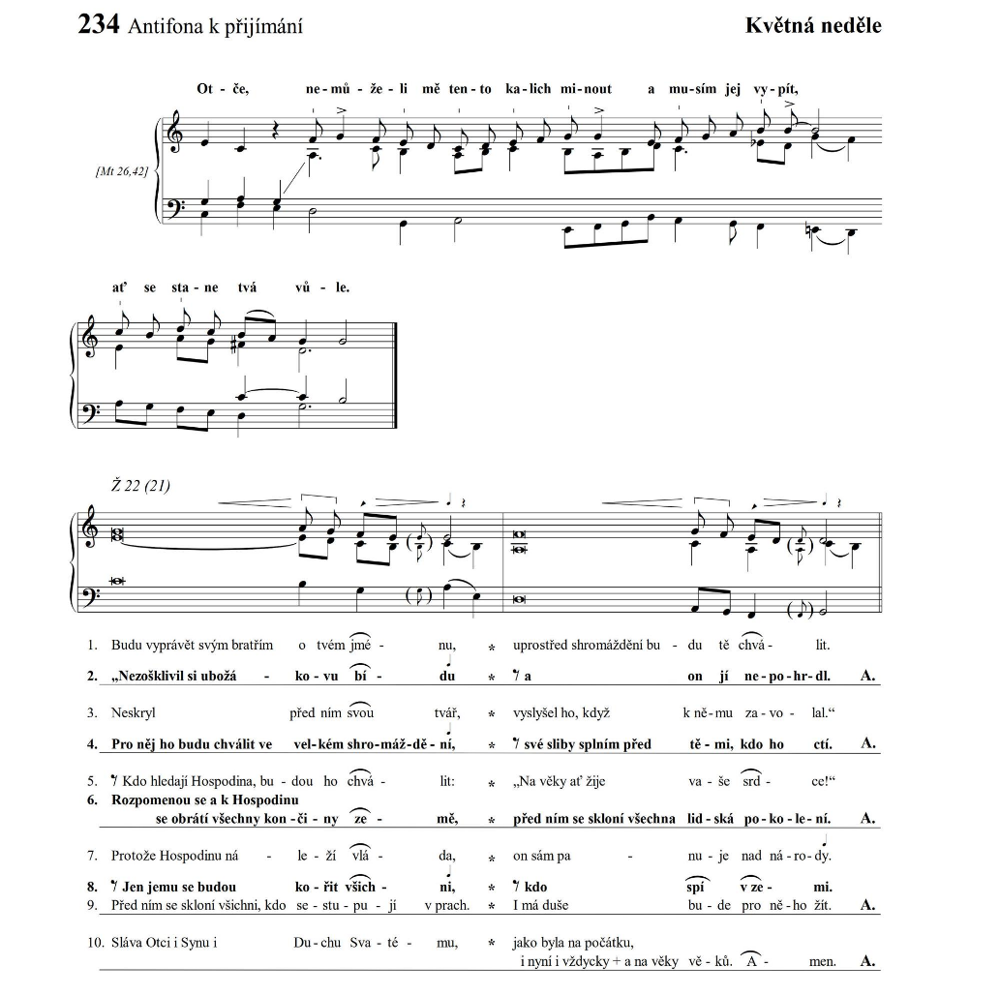 234 Antifona k přijímání Květná neděle
Ot - če, ne - mů - že - li mě ten - to ka - lich mi - nout a mu - sím jej vy - pít,
[Mt 26,42]
ať se sta - ne tvá vů - le.
Ž 22 (21)
1. Budu vyprávět svým bratřím o tvém jmé - nu, * uprostřed shromáždění bu - du tě chvá - lit.
2. „Nezošklivil si ubožá - ko - vu bí - du * a on jí ne - po - hr - dl. A.
3. Neskryl před ním svou tvář, * vyslyšel ho, když k ně - mu za - vo - lal.“
4. Pro něj ho budu chválit ve vel - kém shro - máž - dě - ní, * své sliby splním před tě - mi, kdo ho ctí. A.
5. Kdo hledají Hospodina, bu - dou ho chvá - lit: * „Na věky ať žije va - še srd - ce!“
6. Rozpomenou se a k Hospodinu
se obrátí všechny kon - či - ny ze - mě, * před ním se skloní všechna lid - ská po - ko - le - ní. A.
7. Protože Hospodinu ná - le - ží vlá - da, * on sám pa - nu - je nad ná - ro - dy.
8. Jen jemu se budou ko - řit všich - ni, * kdo spí v ze - mi.
9. Před ním se skloní všichni, kdo se - stu - pu - jí v prach. * I má duše bu - de pro ně - ho žít. A.
10. Sláva Otci i Synu i Du - chu Sva - té - mu, * jako byla na počátku,
i nyní i vždycky + a na věky vě - ků. A - men. A.